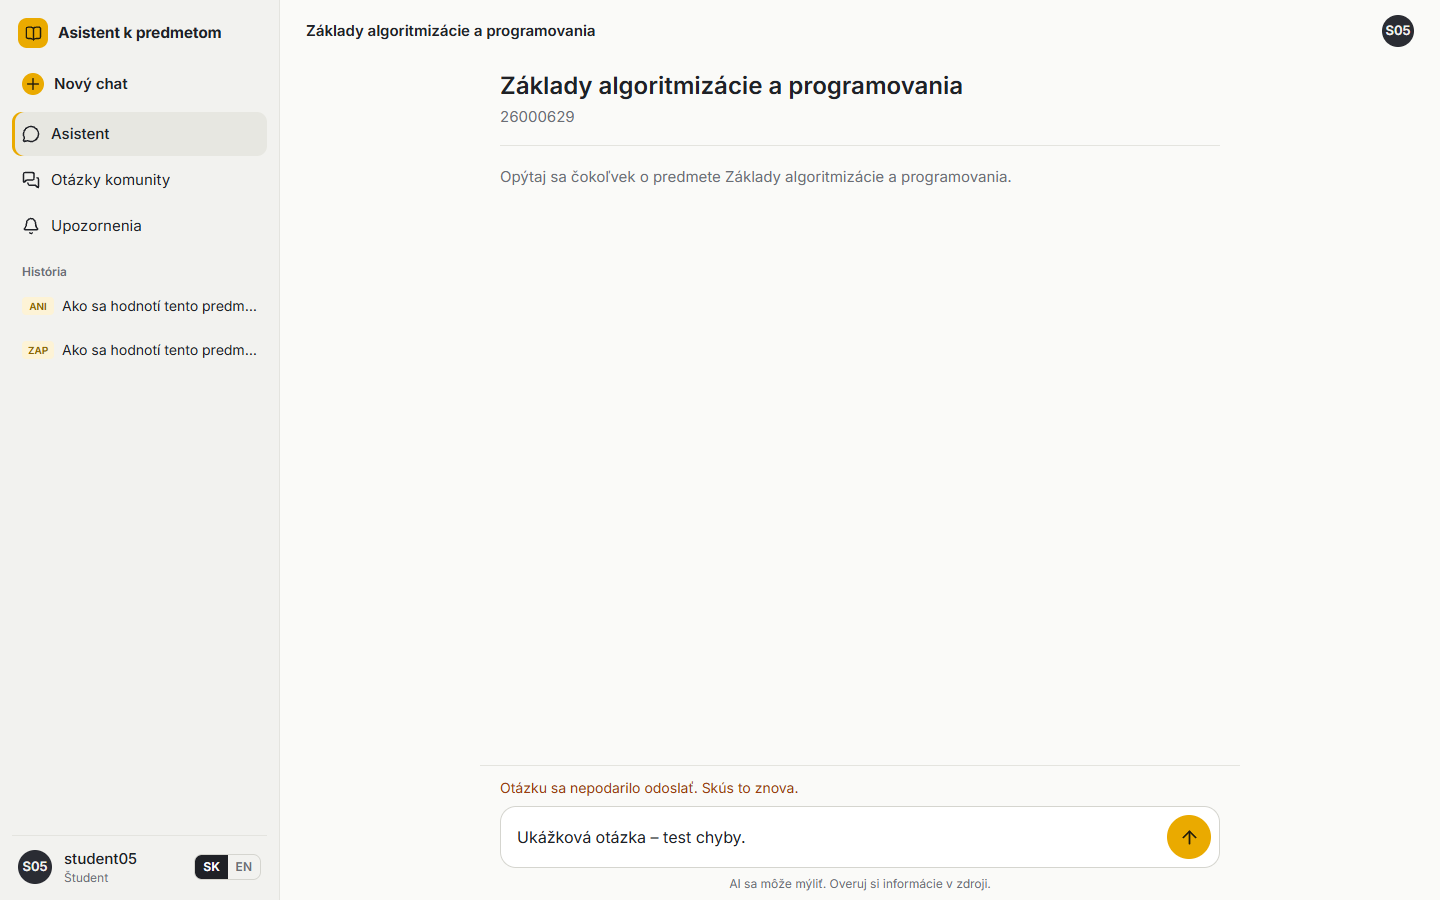 Asistent k predmetom
Nový chat
Asistent
Otázky komunity
Upozornenia
História
ANI Ako sa hodnotí tento predm...
ZAP Ako sa hodnotí tento predm...
S05 student05
Študent
SK EN
Základy algoritmizácie a programovania
S05
Základy algoritmizácie a programovania
26000629
Opýtaj sa čokoľvek o predmete Základy algoritmizácie a programovania.
Otázku sa nepodarilo odoslať. Skús to znova.
Ukážková otázka – test chyby.
AI sa môže mýliť. Overuj si informácie v zdroji.